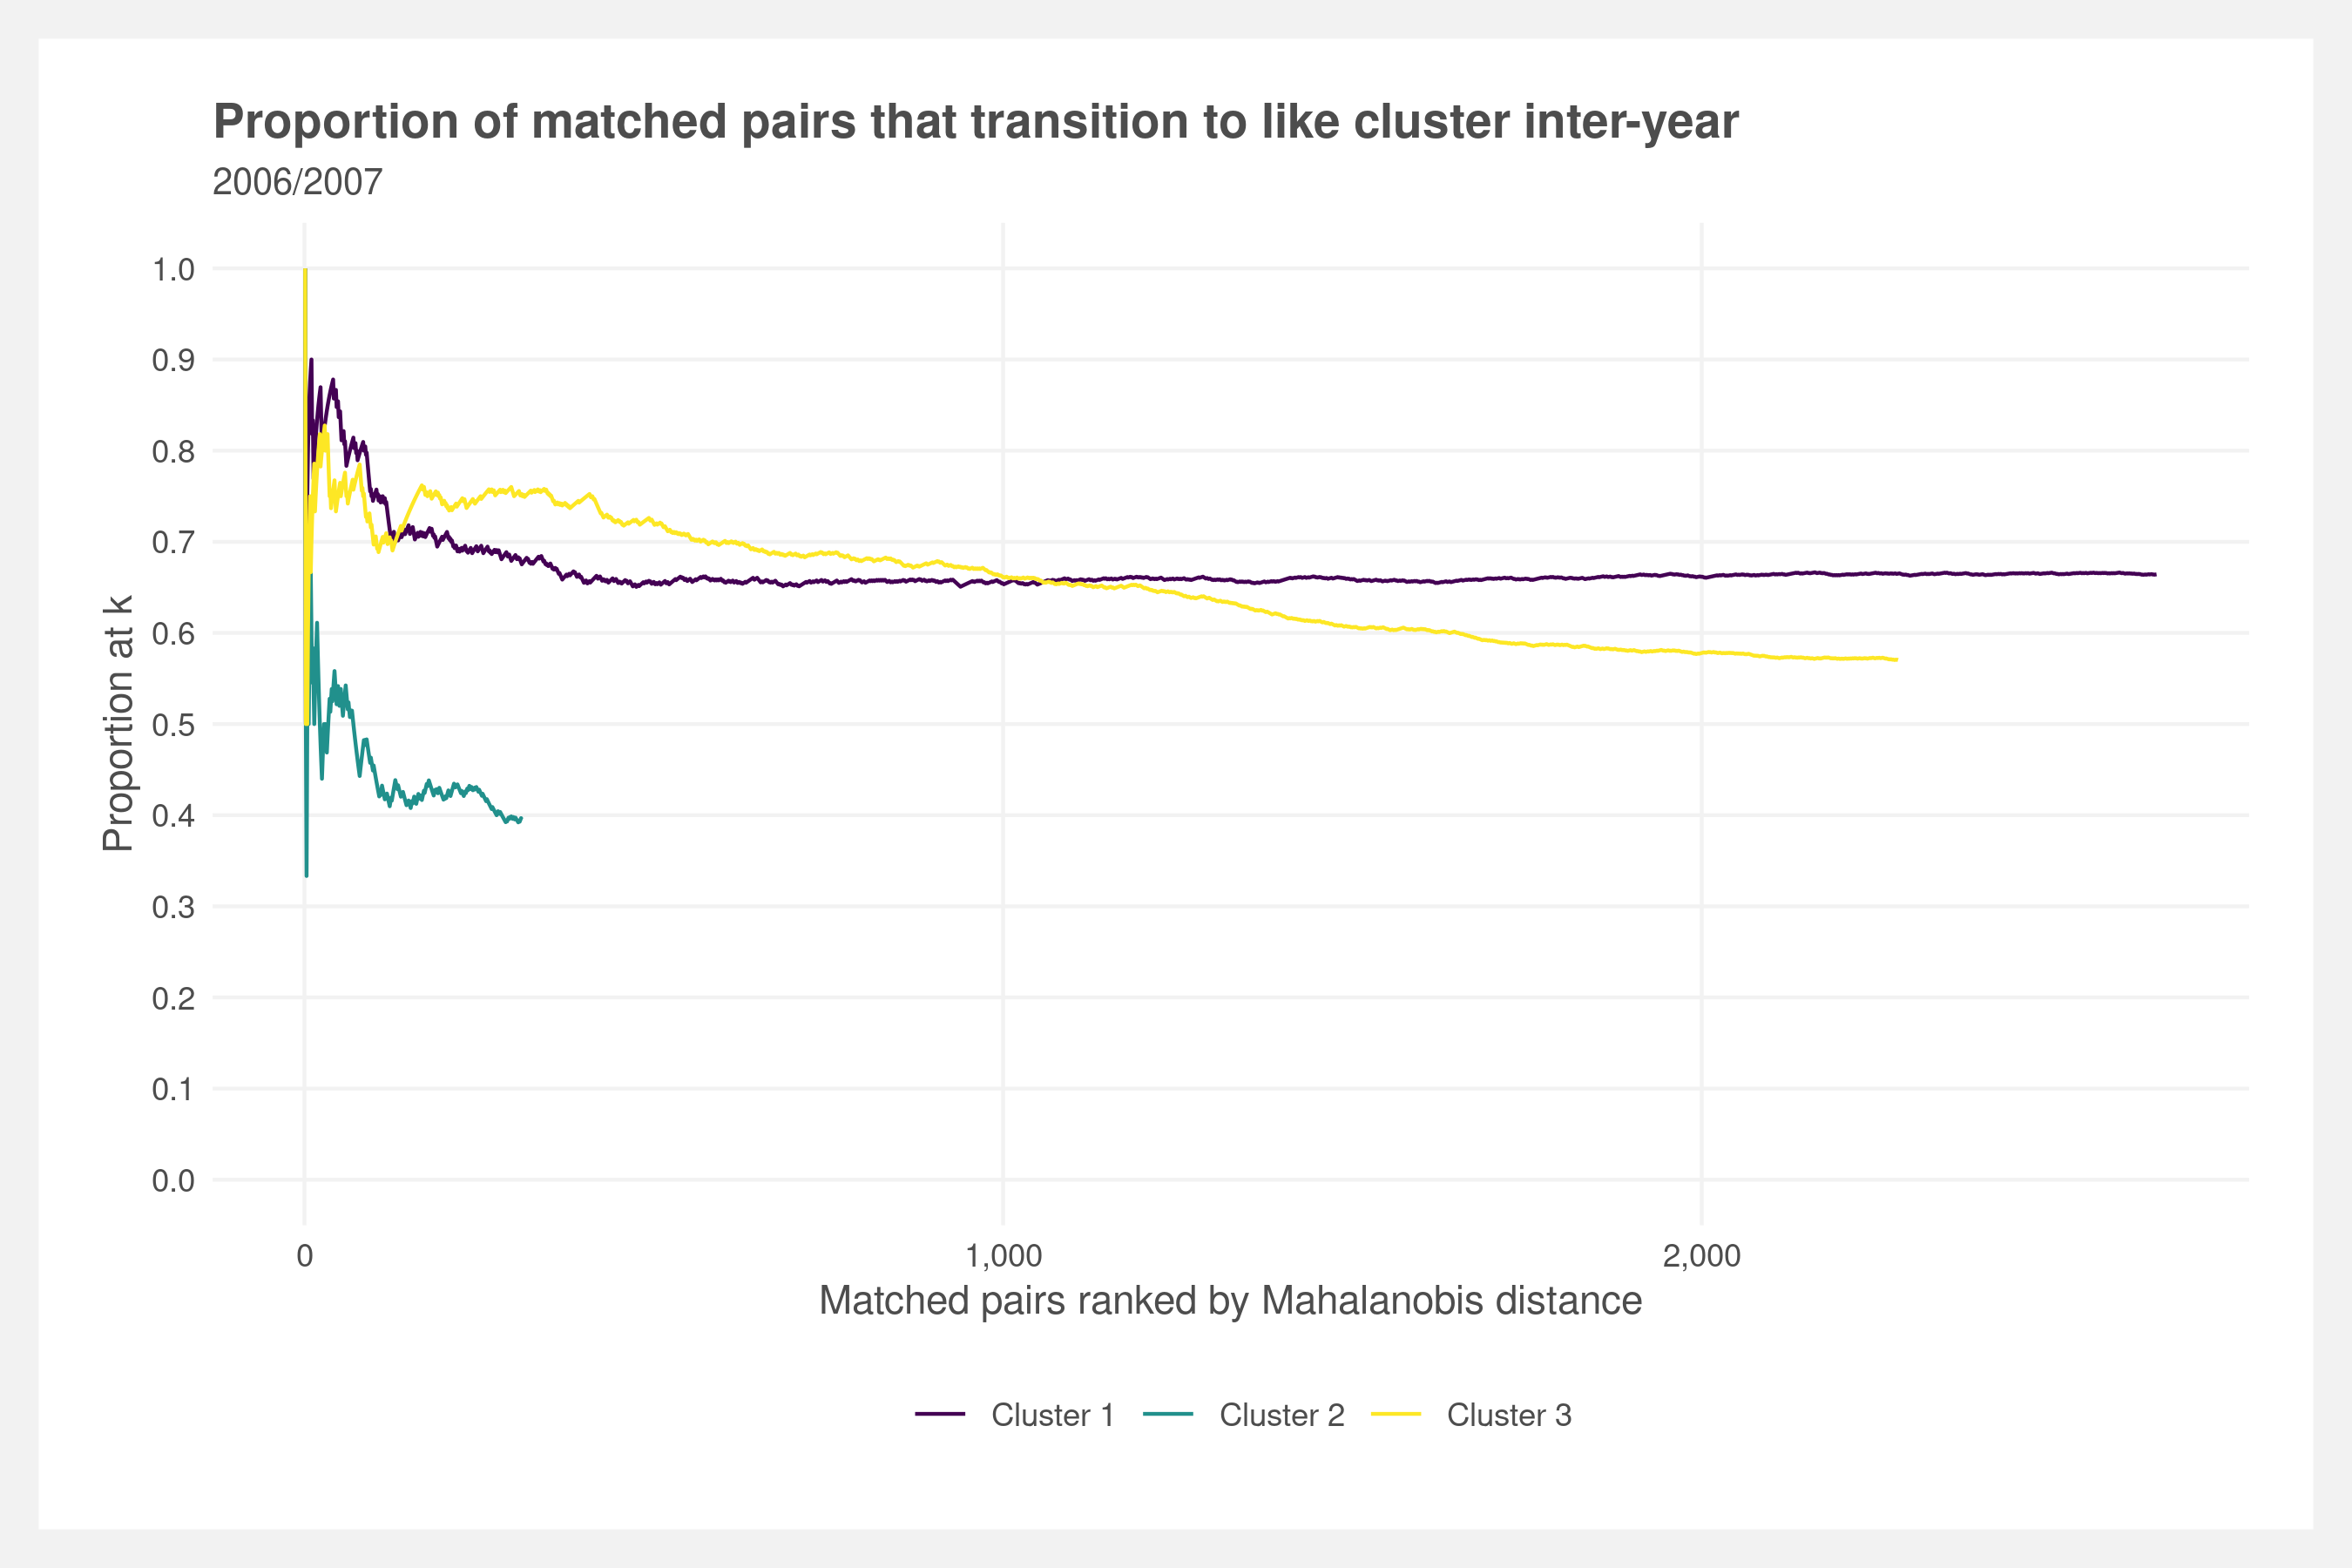 Proportion of matched pairs that transition to like cluster inter-year
2006/2007
Proportion at k
1.0
0.9
0.8
0.7
0.6
0.5
0.4
0.3
0.2
0.1
0.0
0 1,000 2,000
Matched pairs ranked by Mahalanobis distance
Cluster 1 Cluster 2 Cluster 3